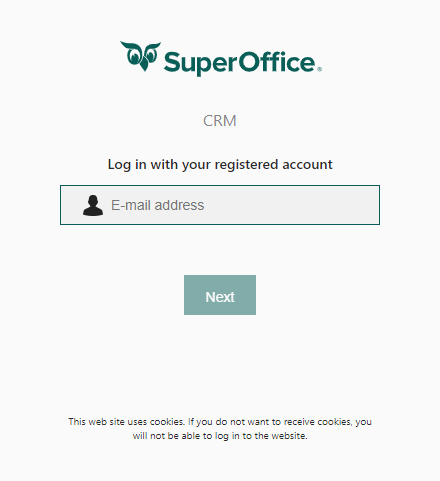 SuperOffice®
CRM
Log in with your registered account
E-mail address
Next
This web site uses cookies. If you do not want to receive cookies, you
will not be able to log in to the website.